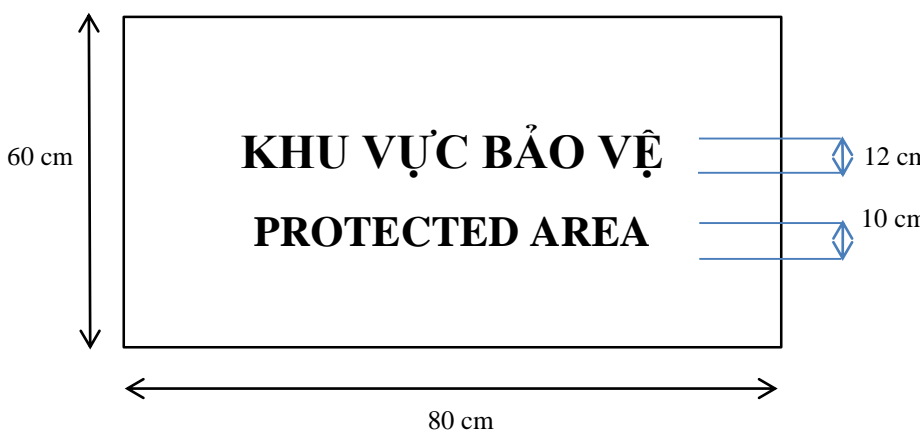 60 cm
KHU VỰC BẢO VỆ
12 cm
PROTECTED AREA
10 cm
80 cm